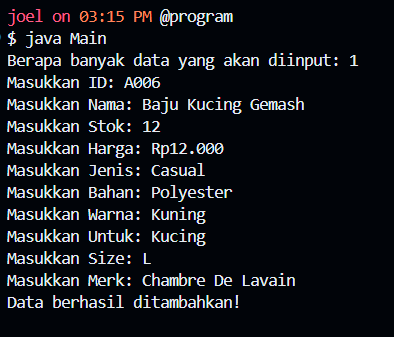 joel on 03:15 PM @program
$ java Main
Berapa banyak data yang akan diinput: 1
Masukkan ID: A006
Masukkan Nama: Baju Kucing Gemash
Masukkan Stok: 12
Masukkan Harga: Rp12.000
Masukkan Jenis: Casual
Masukkan Bahan: Polyester
Masukkan Warna: Kuning
Masukkan Untuk: Kucing
Masukkan Size: L
Masukkan Merk: Chambre De Lavain
Data berhasil ditambahkan!